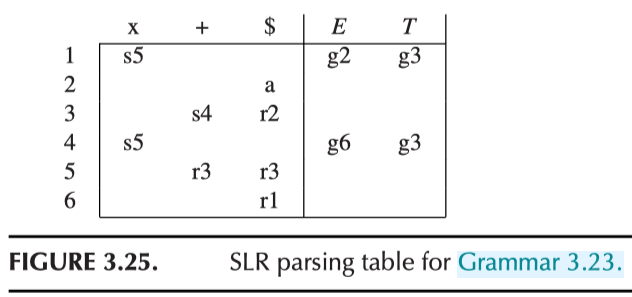 x + $ E T
1 s5 g2 g3
2 a
3 s4 r2
4 s5 g6 g3
5 r3 r3
6 r1
FIGURE 3.25. SLR parsing table for Grammar 3.23.